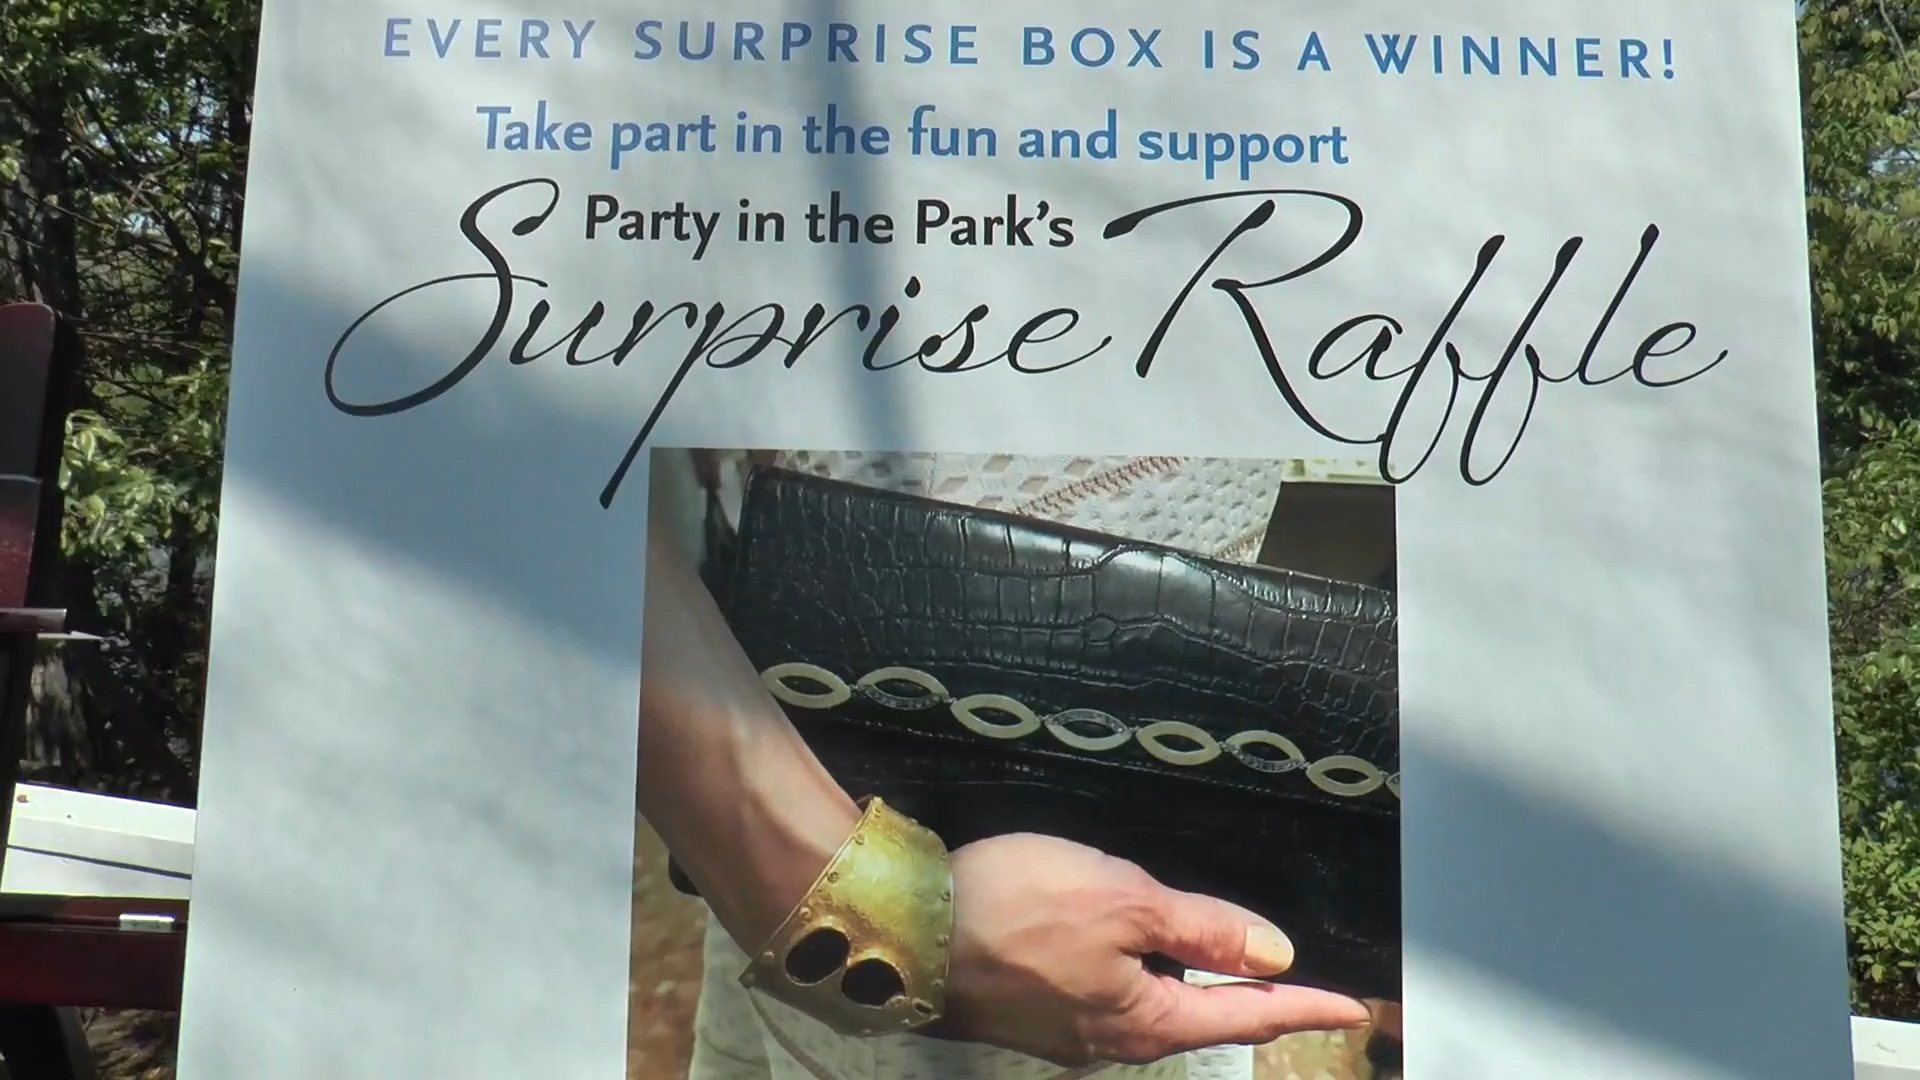 EVERY SURPRISE BOX IS A WINNER!
Take part in the fun and support
Party in the Park's
Surprise Raffle